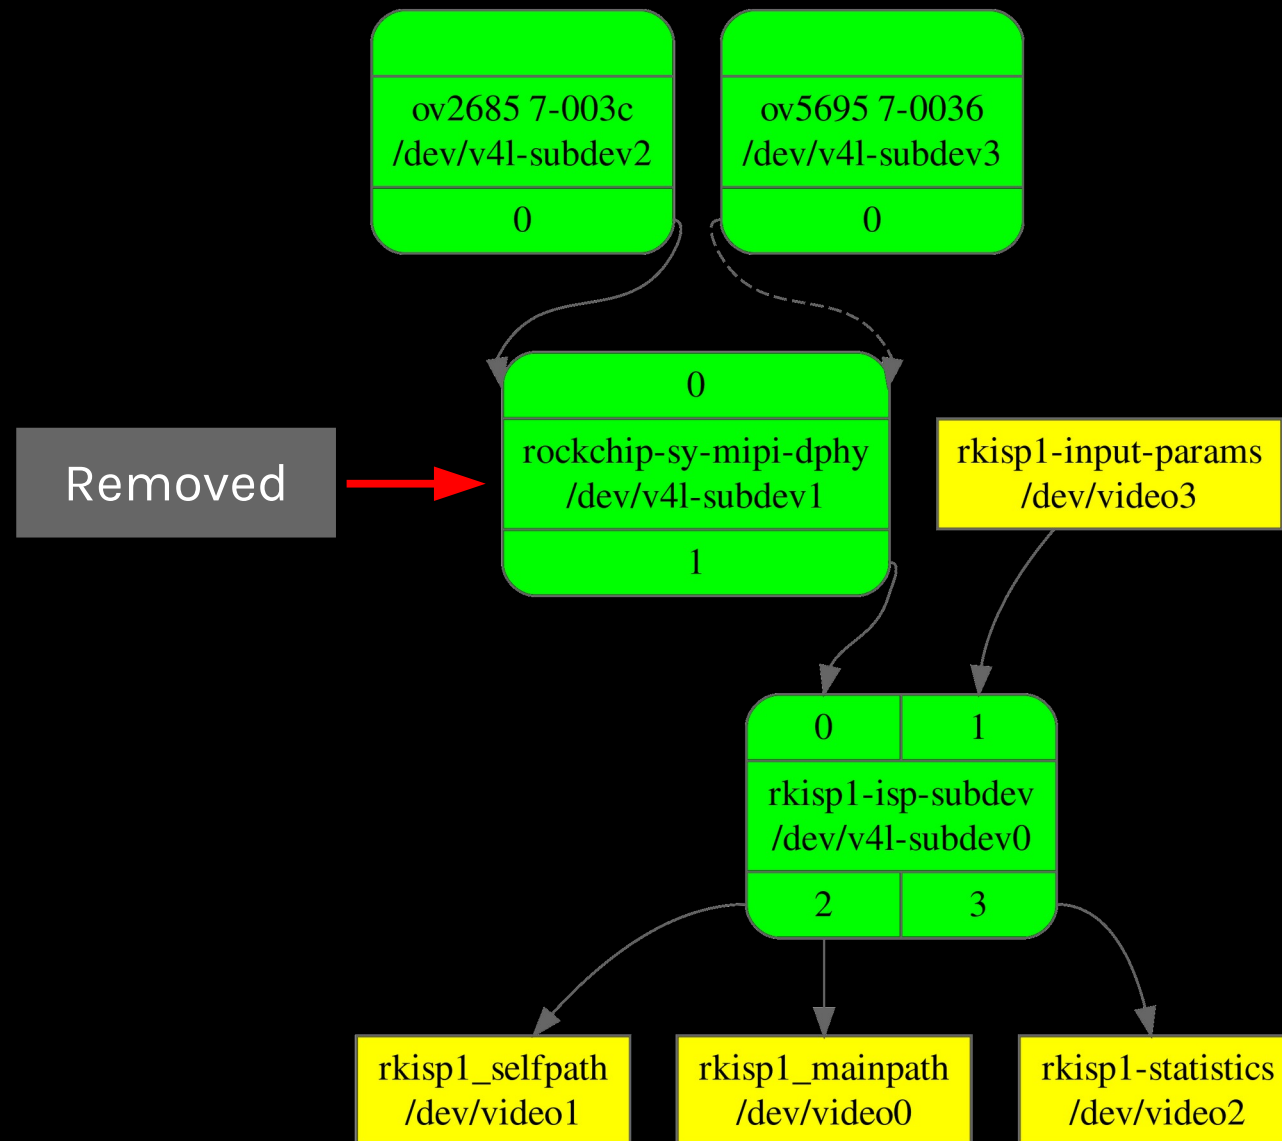 ov2685 7-003c
/dev/v4l-subdev2
0
ov5695 7-0036
/dev/v4l-subdev3
0
0
rockchip-sy-mipi-dphy
/dev/v4l-subdev1
1
Removed
rkisp1-input-params
/dev/video3
0
1
rkisp1-isp-subdev
/dev/v4l-subdev0
2
3
rkisp1_selfpath
/dev/video1
rkisp1_mainpath
/dev/video0
rkisp1-statistics
/dev/video2